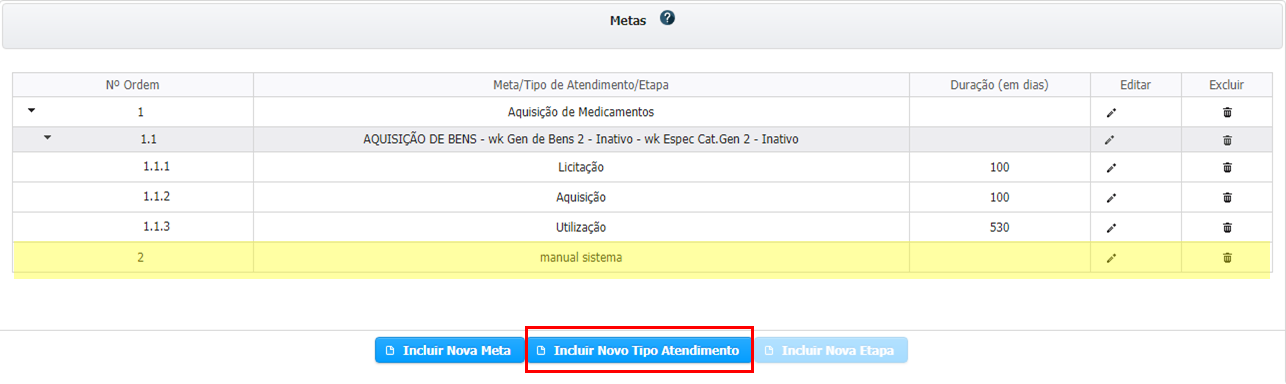 Metas ?
Nº Ordem Meta/Tipo de Atendimento/Etapa Duração (em dias) Editar Excluir
1 Aquisição de Medicamentos
1.1 AQUISIÇÃO DE BENS - wk Gen de Bens 2 - Inativo - wk Espec Cat.Gen 2 - Inativo
1.1.1 Licitação 100
1.1.2 Aquisição 100
1.1.3 Utilização 530
2 manual sistema
Incluir Nova Meta Incluir Novo Tipo Atendimento Incluir Nova Etapa